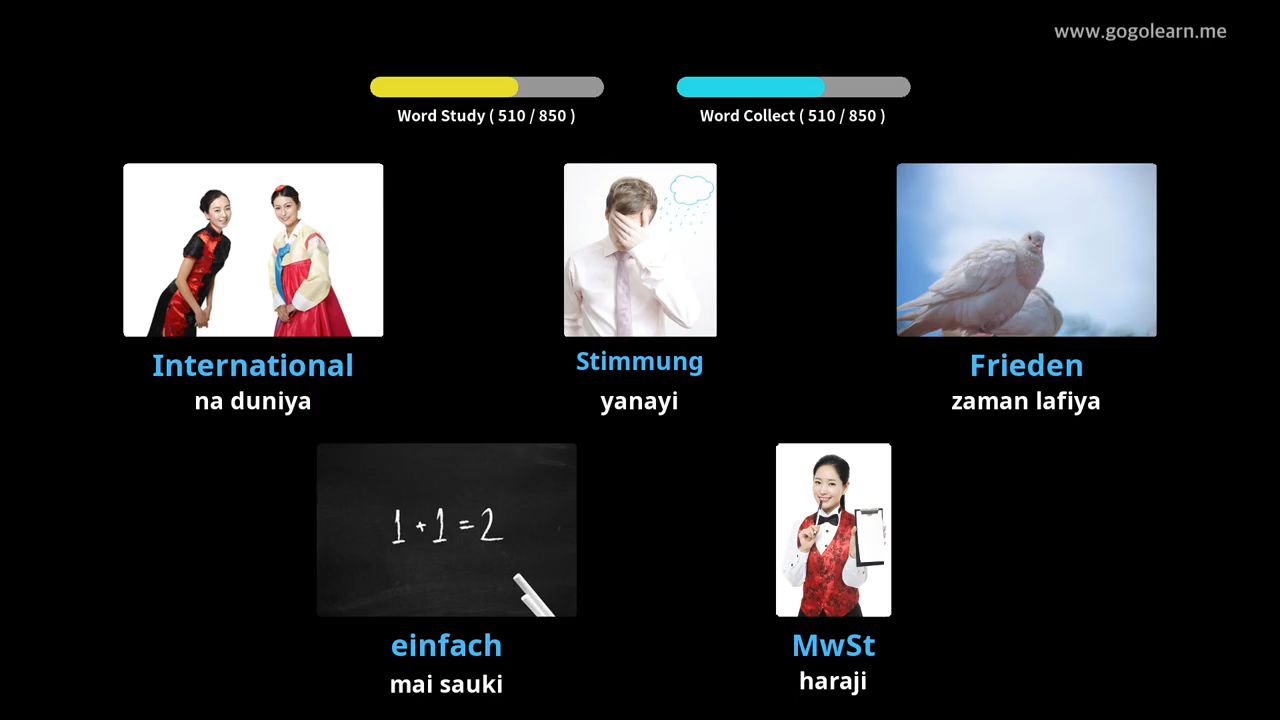 www.gogolearn.me
Word Study ( 510 / 850 )
Word Collect ( 510 / 850 )
International
na duniya
Stimmung
yanayi
Frieden
zaman lafiya
1 + 1 = 2
einfach
mai sauki
MwSt
haraji